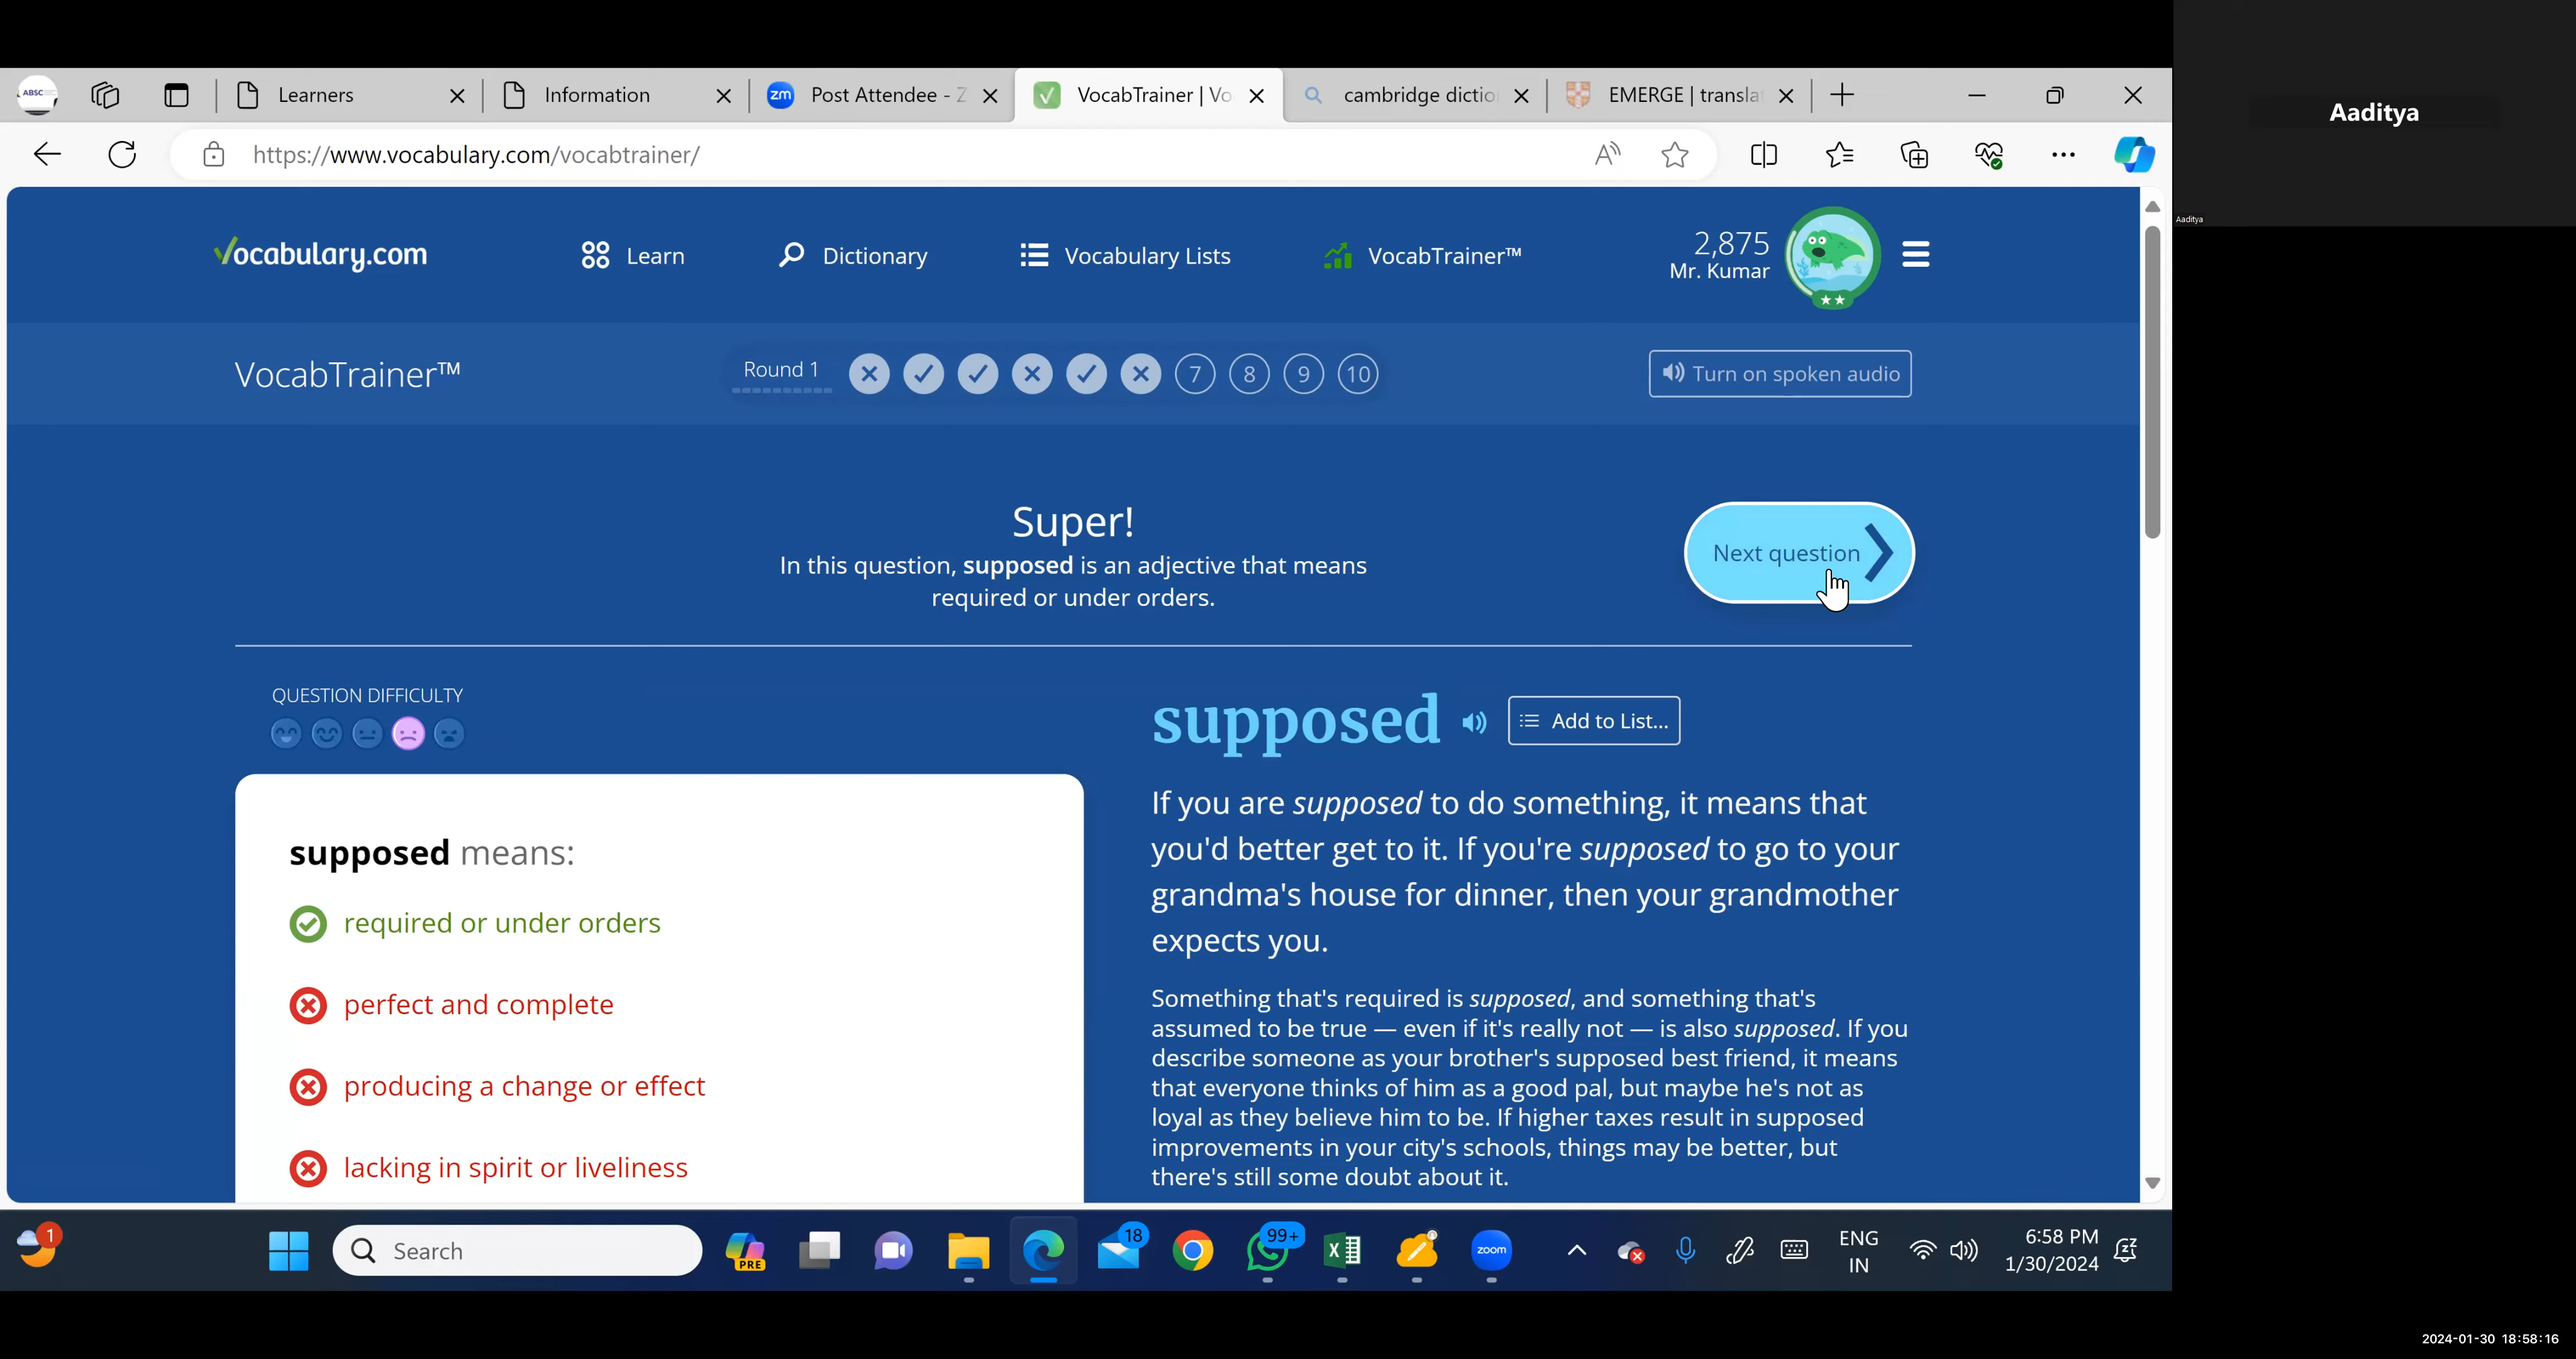 Aaditya
Aaditya
ABSC
Learners
Information
Post Attendee - Z
VocabTrainer | Vo
cambridge dictio
EMERGE | transla
https://www.vocabulary.com/vocabtrainer/
Vocabulary.com
Learn
Dictionary
Vocabulary Lists
VocabTrainer™
2,875
Mr. Kumar
VocabTrainer™
Round 1
7 8 9 10
Turn on spoken audio
Super!
In this question, supposed is an adjective that means
required or under orders.
Next question
QUESTION DIFFICULTY
supposed means:
required or under orders
perfect and complete
producing a change or effect
lacking in spirit or liveliness
supposed
Add to List...
If you are supposed to do something, it means that
you'd better get to it. If you're supposed to go to your
grandma's house for dinner, then your grandmother
expects you.
Something that's required is supposed, and something that's
assumed to be true — even if it's really not — is also supposed. If you
describe someone as your brother's supposed best friend, it means
that everyone thinks of him as a good pal, but maybe he's not as
loyal as they believe him to be. If higher taxes result in supposed
improvements in your city's schools, things may be better, but
there's still some doubt about it.
1
Search
PRE
18
99+
zoom
ENG
IN
6:58 PM
1/30/2024
2024-01-30 18:58:16